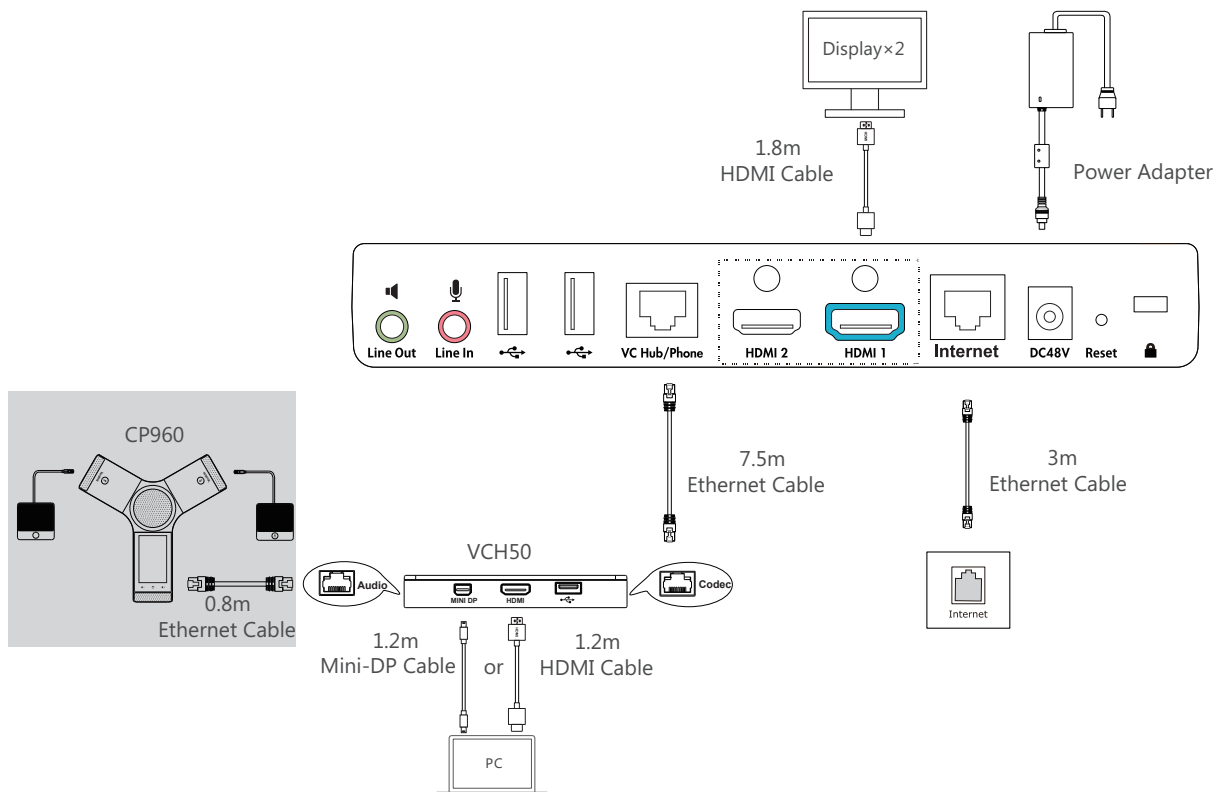 Display×2
1.8m
HDMI Cable
Power Adapter
Line Out
Line In
VC Hub/Phone
HDMI 2
HDMI 1
Internet
DC48V
Reset
CP960
7.5m
Ethernet Cable
3m
Ethernet Cable
VCH50
Audio
MINI DP
HDMI
Codec
0.8m
Ethernet Cable
Internet
1.2m
Mini-DP Cable
or
1.2m
HDMI Cable
PC